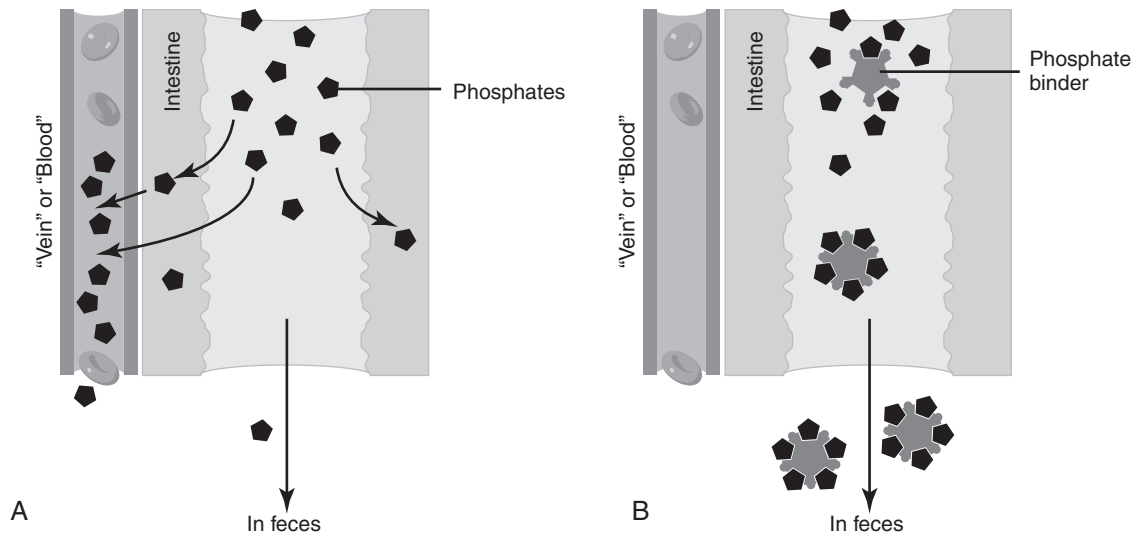 "Vein" or "Blood"
Intestine
Phosphates
A
In feces
"Vein" or "Blood"
Intestine
Phosphate
binder
B
In feces